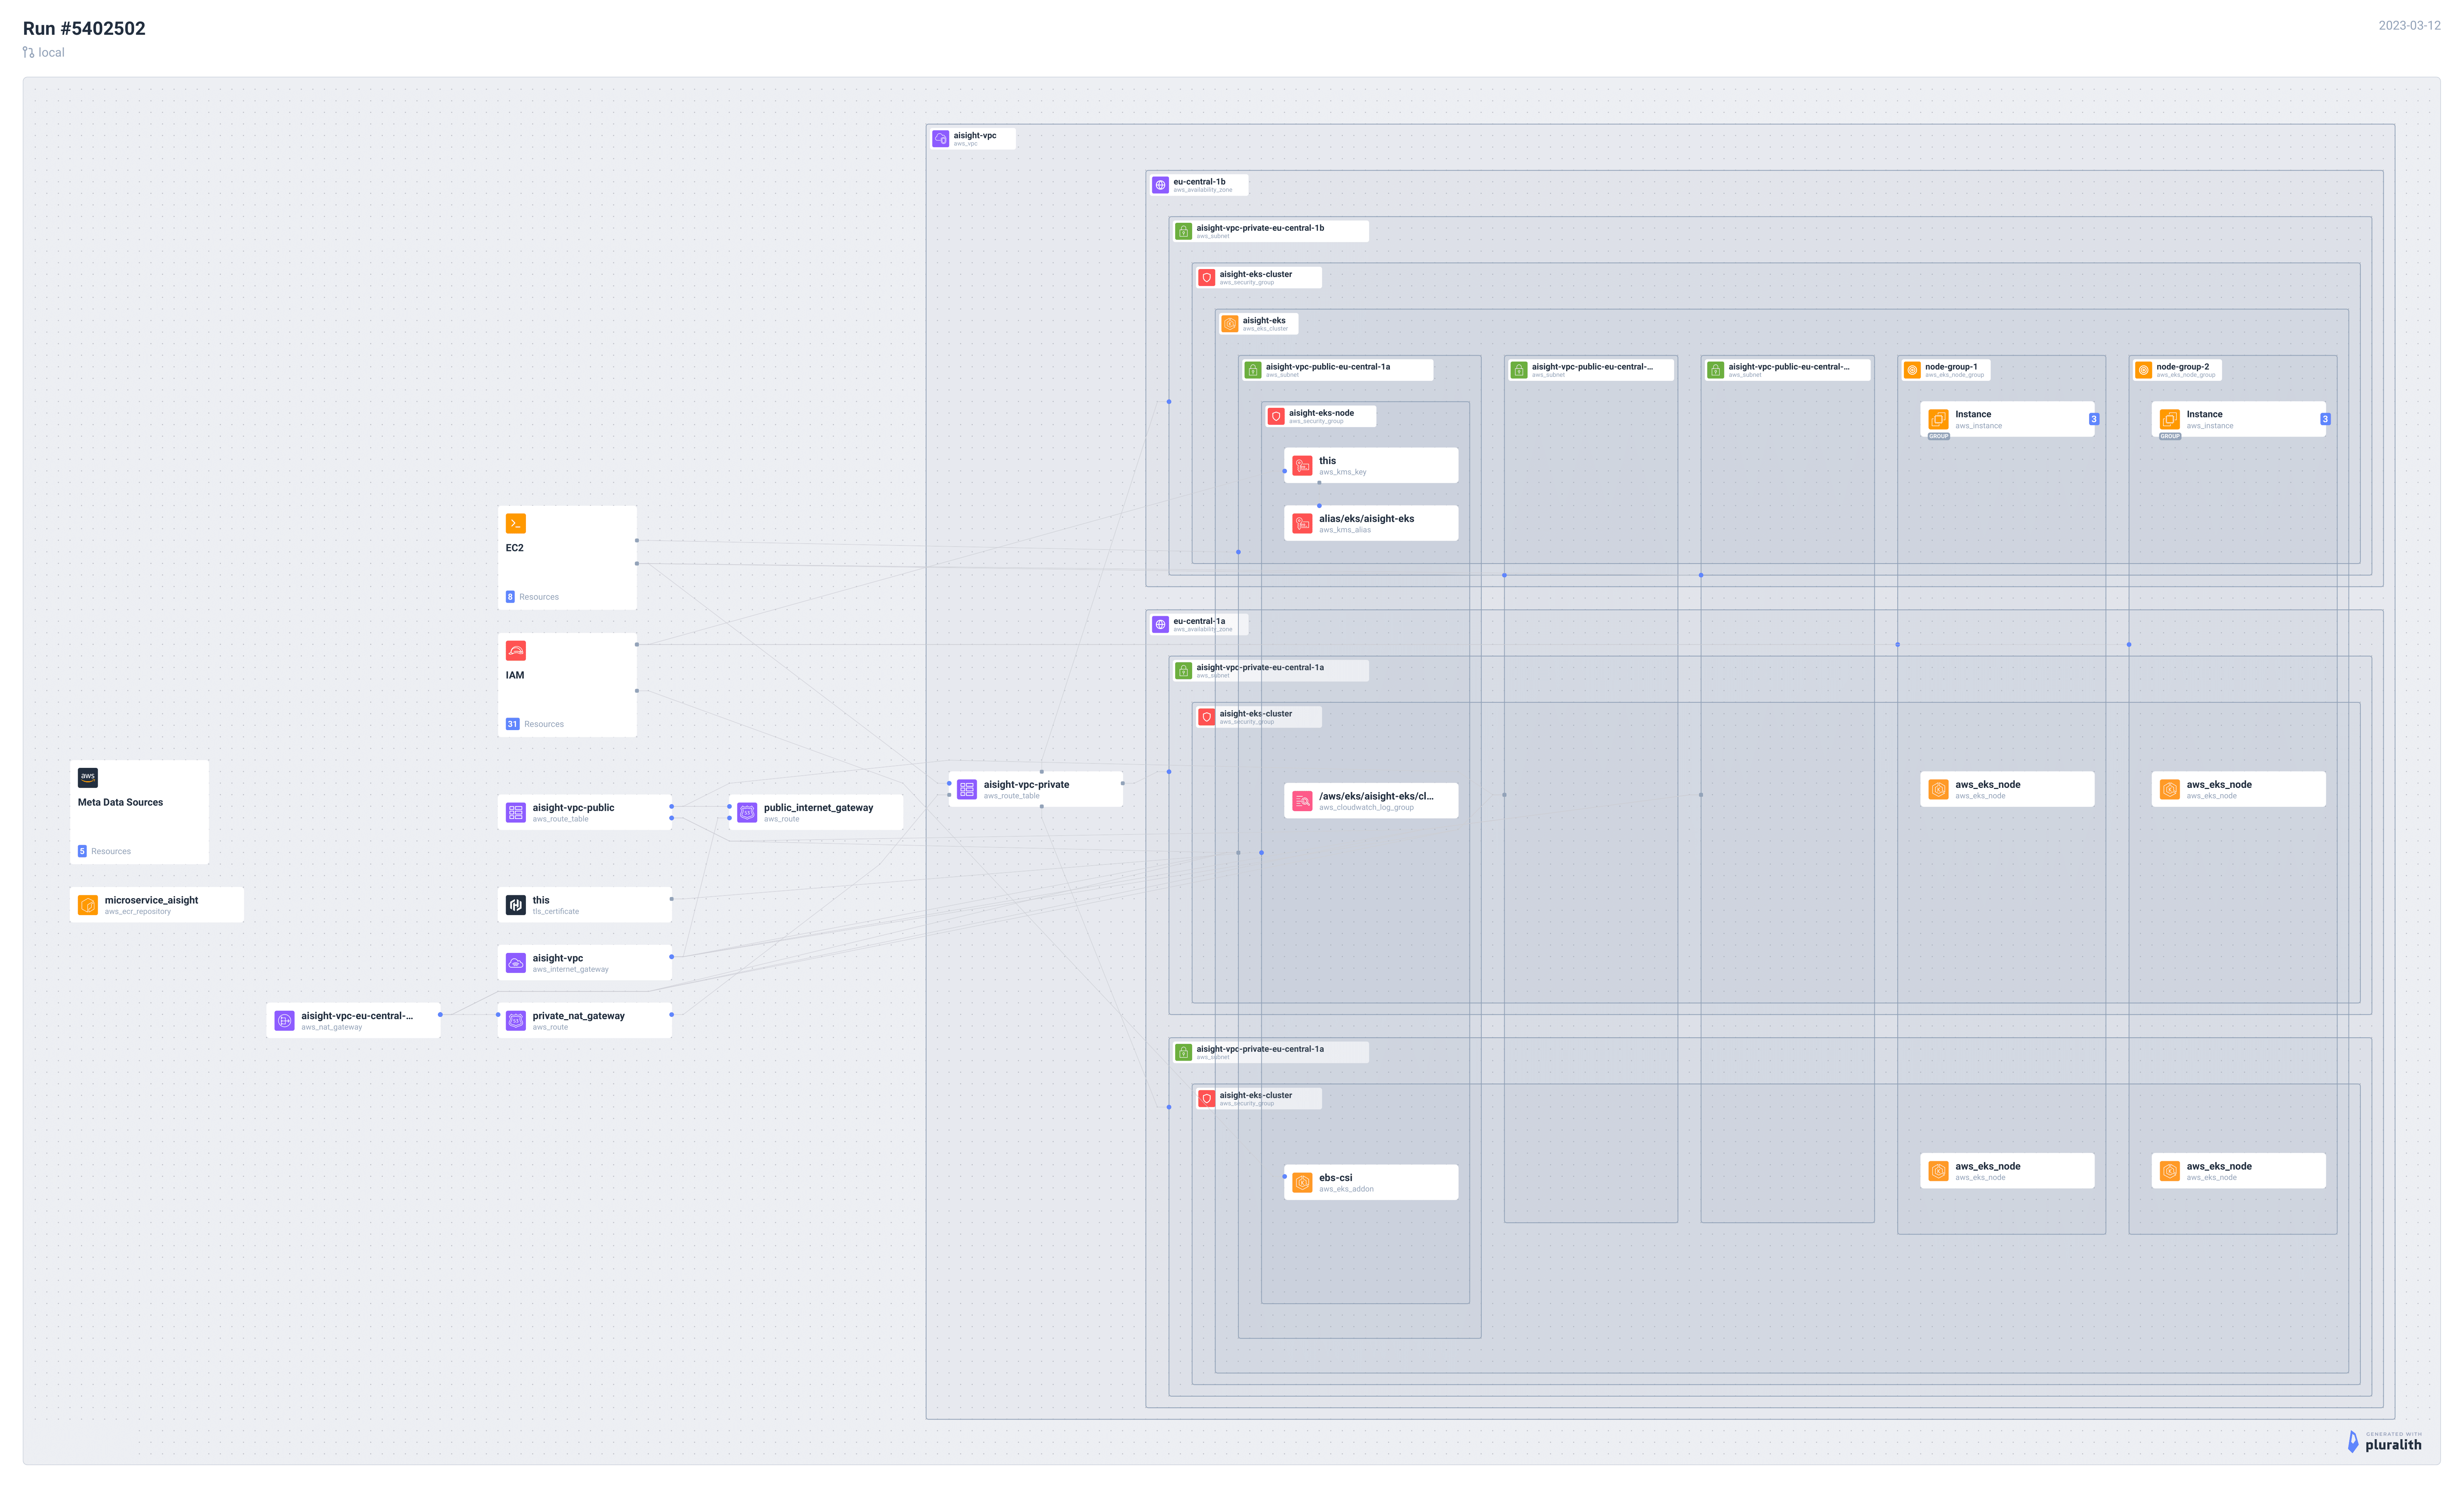 Run #5402502
2023-03-12
local
aisight-vpc
aws_vpc
eu-central-1b
aws_availability_zone
aisight-vpc-private-eu-central-1b
aws_subnet
aisight-eks-cluster
aws_security_group
aisight-eks
aws_eks_cluster
aisight-vpc-public-eu-central-1a
aws_subnet
aisight-vpc-public-eu-central-...
aws_subnet
aisight-vpc-public-eu-central-...
aws_subnet
node-group-1
aws_eks_node_group
node-group-2
aws_eks_node_group
aisight-eks-node
aws_security_group
Instance
aws_instance
3
GROUP
Instance
aws_instance
3
GROUP
this
aws_kms_key
alias/eks/aisight-eks
aws_kms_alias
EC2
8 Resources
IAM
31 Resources
eu-central-1a
aws_availability_zone
aisight-vpc-private-eu-central-1a
aws_subnet
aisight-eks-cluster
aws_security_group
aws
Meta Data Sources
5 Resources
microservice_aisight
aws_ecr_repository
aisight-vpc-public
aws_route_table
public_internet_gateway
aws_route
aisight-vpc-private
aws_route_table
/aws/eks/aisight-eks/cl...
aws_cloudwatch_log_group
aws_eks_node
aws_eks_node
aws_eks_node
aws_eks_node
this
tls_certificate
aisight-vpc
aws_internet_gateway
aisight-vpc-eu-central-...
aws_nat_gateway
private_nat_gateway
aws_route
aisight-vpc-private-eu-central-1a
aws_subnet
aisight-eks-cluster
aws_security_group
ebs-csi
aws_eks_addon
aws_eks_node
aws_eks_node
aws_eks_node
aws_eks_node
GENERATED WITH
pluralith